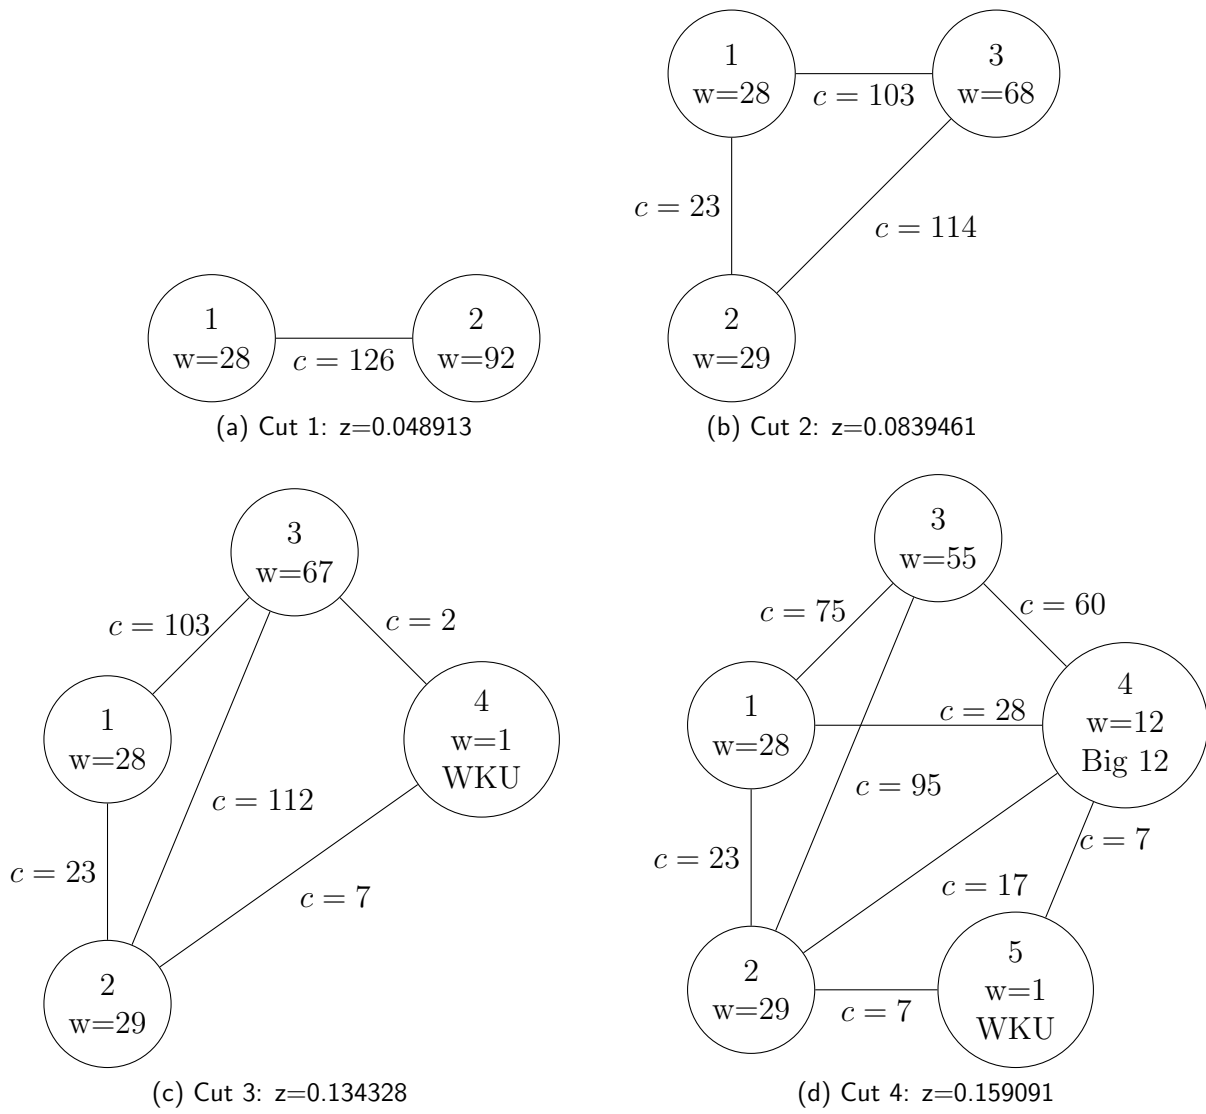 1
w=28
c = 126
2
w=92
(a) Cut 1: z=0.048913
1
w=28
c = 103
3
w=68
c = 23
c = 114
2
w=29
(b) Cut 2: z=0.0839461
3
w=67
c = 103
c = 2
1
w=28
4
w=1
WKU
c = 112
c = 23
c = 7
2
w=29
(c) Cut 3: z=0.134328
3
w=55
c = 75
c = 60
1
w=28
c = 28
4
w=12
Big 12
c = 95
c = 7
c = 23
c = 17
2
w=29
c = 7
5
w=1
WKU
(d) Cut 4: z=0.159091